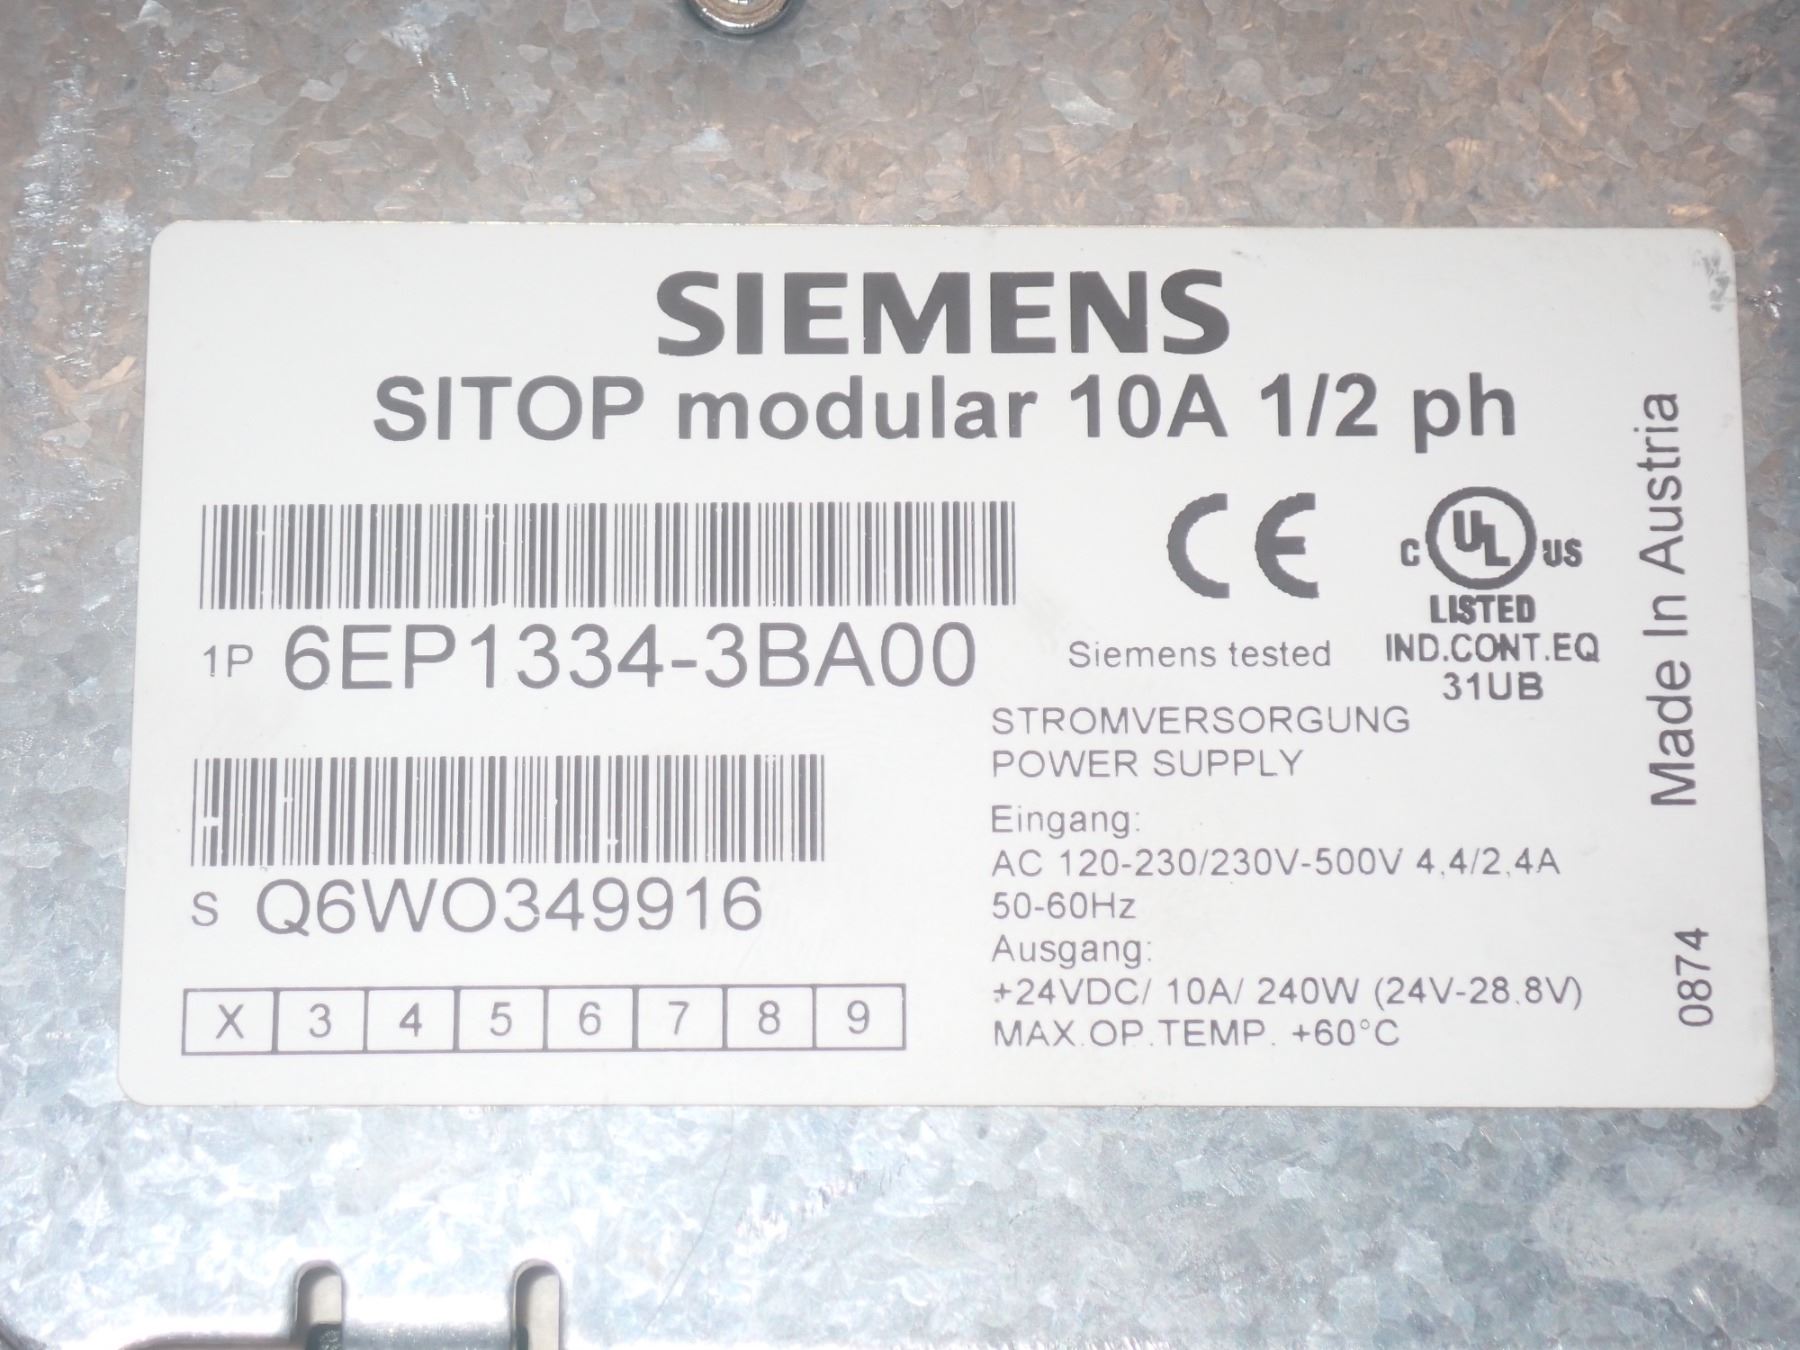 SIEMENS
SITOP modular 10A 1/2 ph
1P 6EP1334-3BA00
CE
Siemens tested
C UL US
LISTED
IND.CONT.EQ
31UB
S Q6WO349916
X 3 4 5 6 7 8 9
STROMVERSORGUNG
POWER SUPPLY
Eingang:
AC 120-230/230V-500V 4,4/2,4A
50-60Hz
Ausgang:
+24VDC/ 10A/ 240W (24V-28,8V)
MAX.OP.TEMP. +60°C
Made In Austria
0874